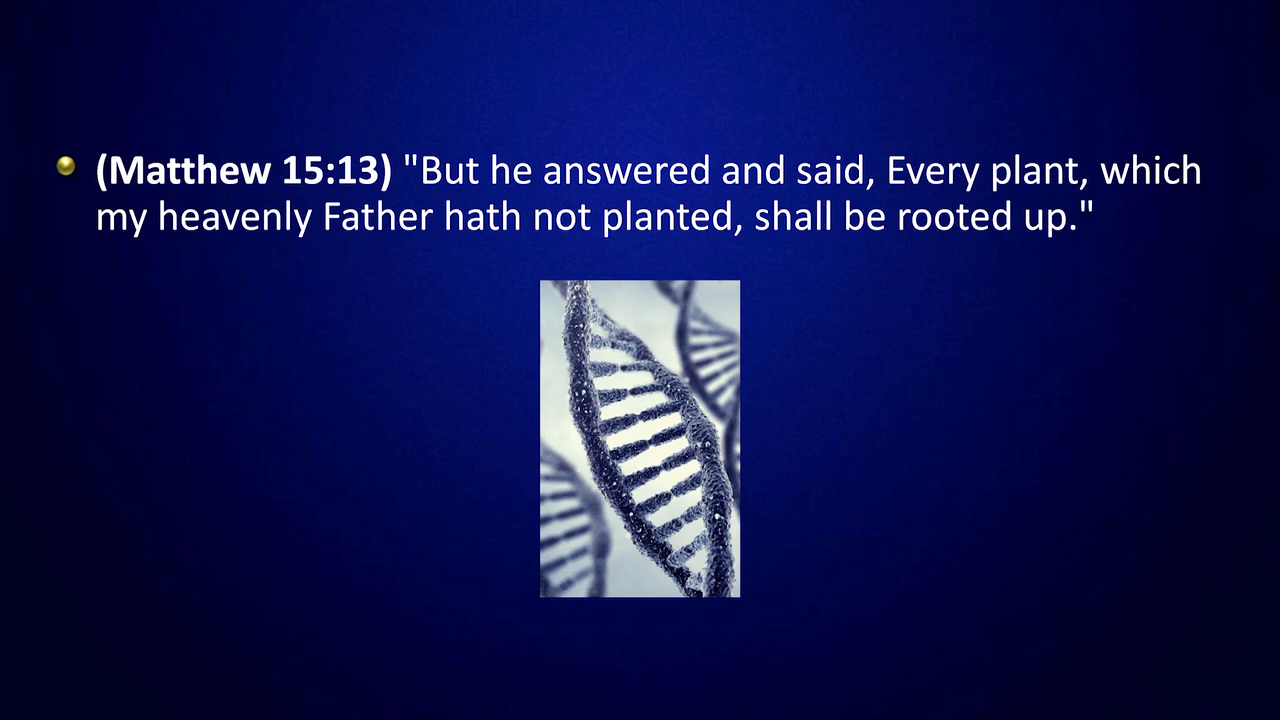 (Matthew 15:13) "But he answered and said, Every plant, which
my heavenly Father hath not planted, shall be rooted up."